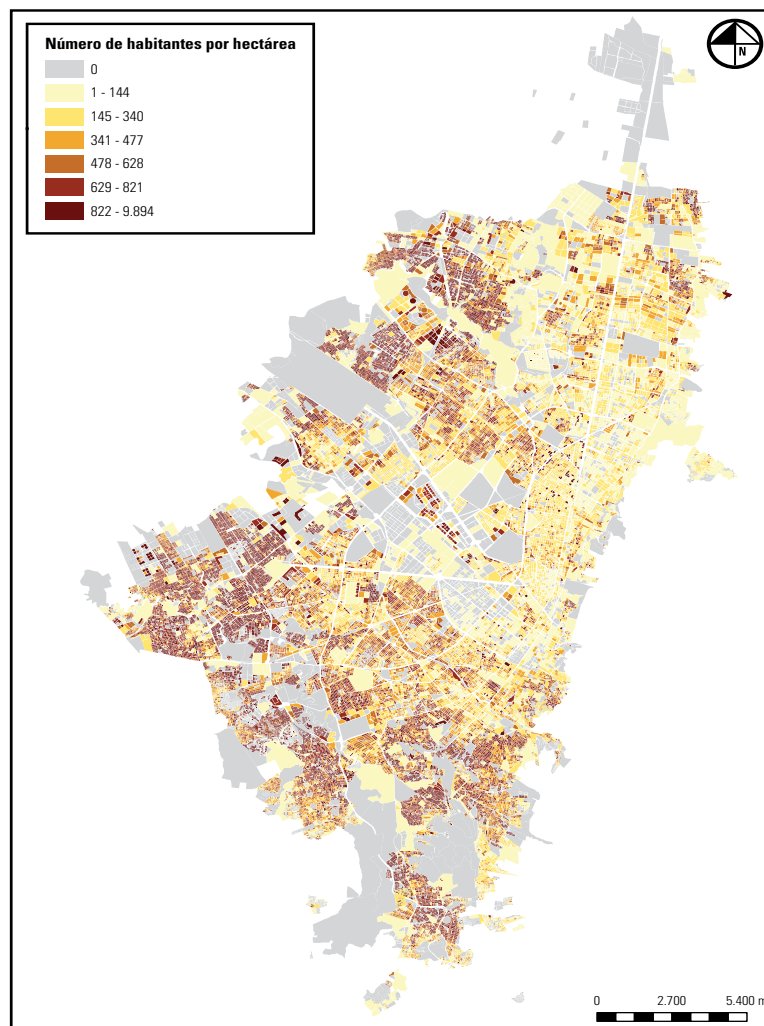 Número de habitantes por hectárea
0
1 - 144
145 - 340
341 - 477
478 - 628
629 - 821
822 - 9.894
N
0 2.700 5.400 m